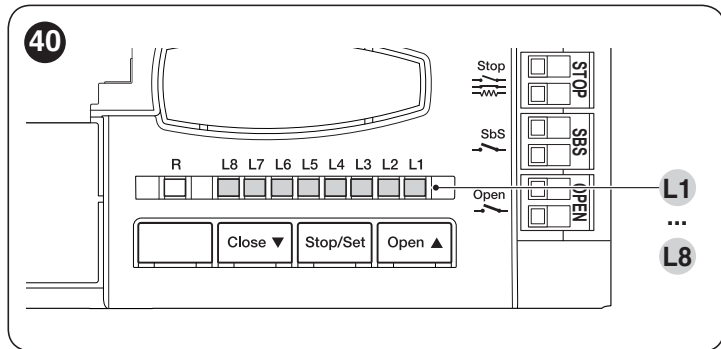 40
Stop
STOP
SbS
SBS
R L8 L7 L6 L5 L4 L3 L2 L1
Open
OPEN
L1
...
L8
Close ▼ Stop/Set Open ▲